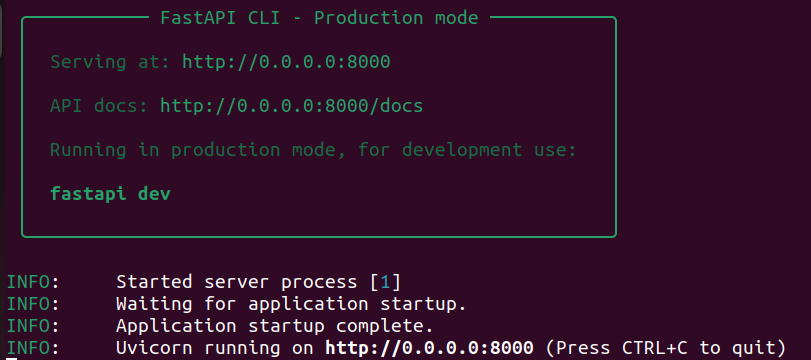 FastAPI CLI - Production mode
Serving at: http://0.0.0.0:8000
API docs: http://0.0.0.0:8000/docs
Running in production mode, for development use:
fastapi dev
INFO:     Started server process [1]
INFO:     Waiting for application startup.
INFO:     Application startup complete.
INFO:     Uvicorn running on http://0.0.0.0:8000 (Press CTRL+C to quit)